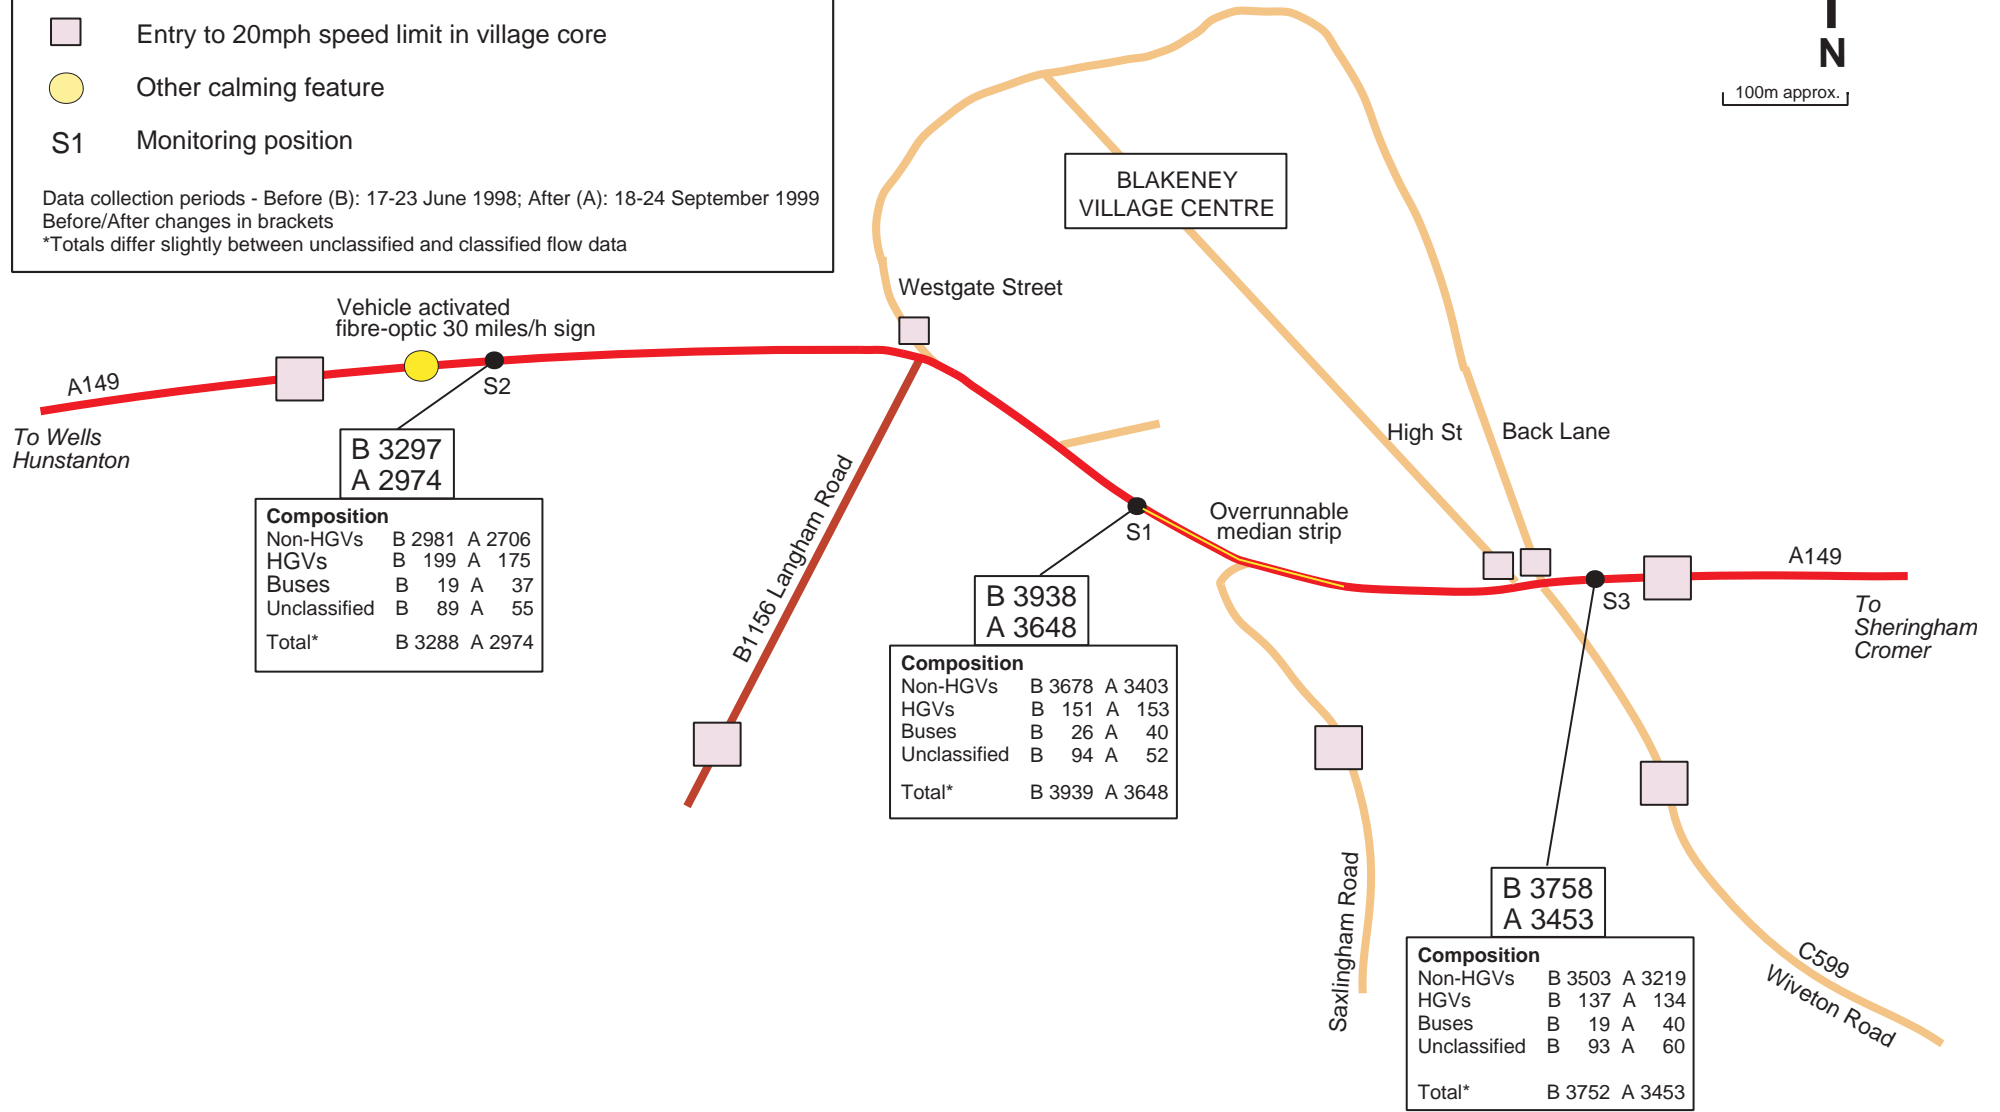 Entry to 20mph speed limit in village core
Other calming feature
S1 Monitoring position
Data collection periods - Before (B): 17-23 June 1998; After (A): 18-24 September 1999
Before/After changes in brackets
*Totals differ slightly between unclassified and classified flow data
N
100m approx.
BLAKENEY
VILLAGE CENTRE
Westgate Street
Vehicle activated
fibre-optic 30 miles/h sign
A149
S2
To Wells
Hunstanton
B 3297
A 2974
Composition
Non-HGVs B 2981 A 2706
HGVs B 199 A 175
Buses B 19 A 37
Unclassified B 89 A 55
Total* B 3288 A 2974
B1156 Langham Road
High St
Back Lane
Overrunnable
median strip
S1
B 3938
A 3648
Composition
Non-HGVs B 3678 A 3403
HGVs B 151 A 153
Buses B 26 A 40
Unclassified B 94 A 52
Total* B 3939 A 3648
A149
S3
To
Sheringham
Cromer
Saxlingham Road
B 3758
A 3453
Composition
Non-HGVs B 3503 A 3219
HGVs B 137 A 134
Buses B 19 A 40
Unclassified B 93 A 60
Total* B 3752 A 3453
C599
Wiveton Road